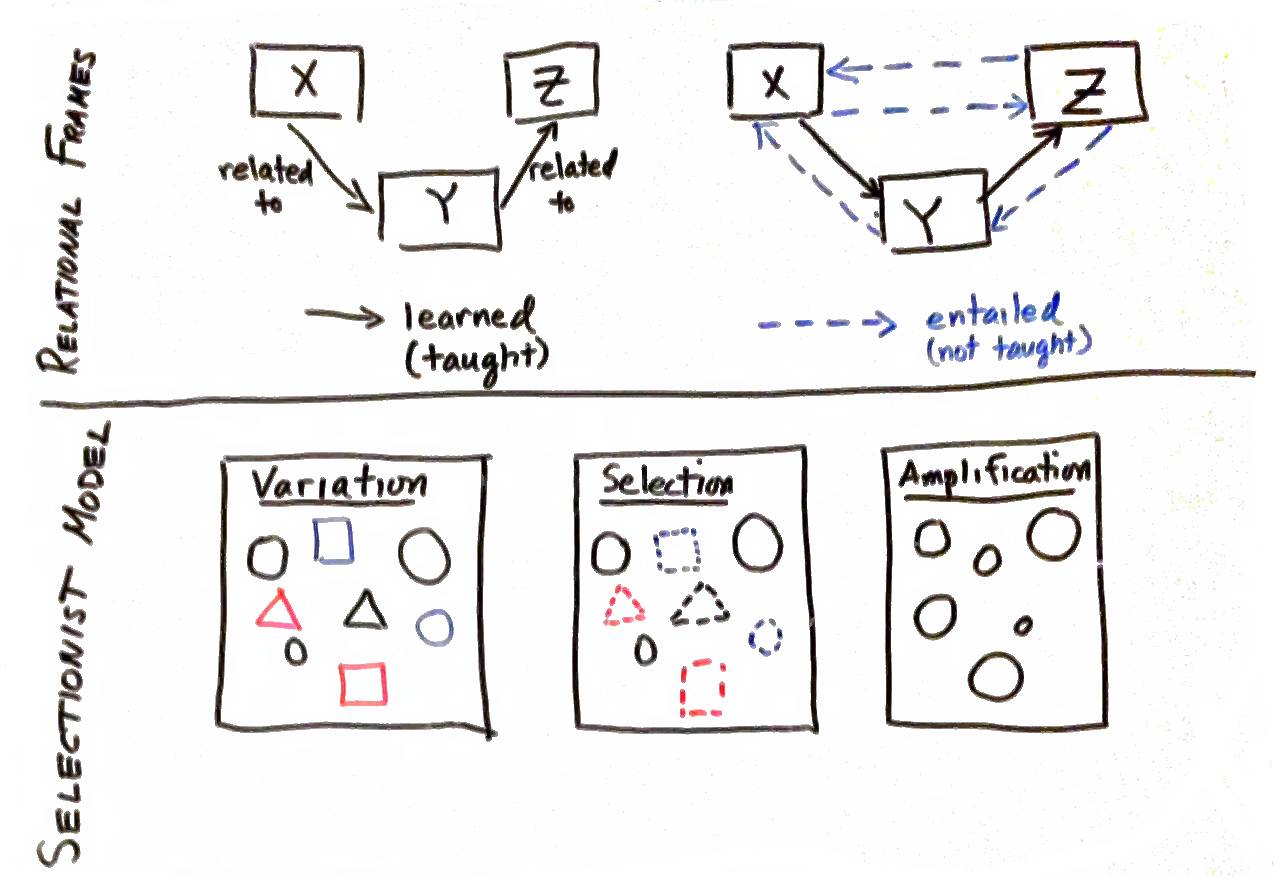 RELATIONAL FRAMES
X
Z
related
to
Y
related
to
learned
(taught)
X
Z
Y
entailed
(not taught)
SELECTIONIST MODEL
Variation
Selection
Amplification